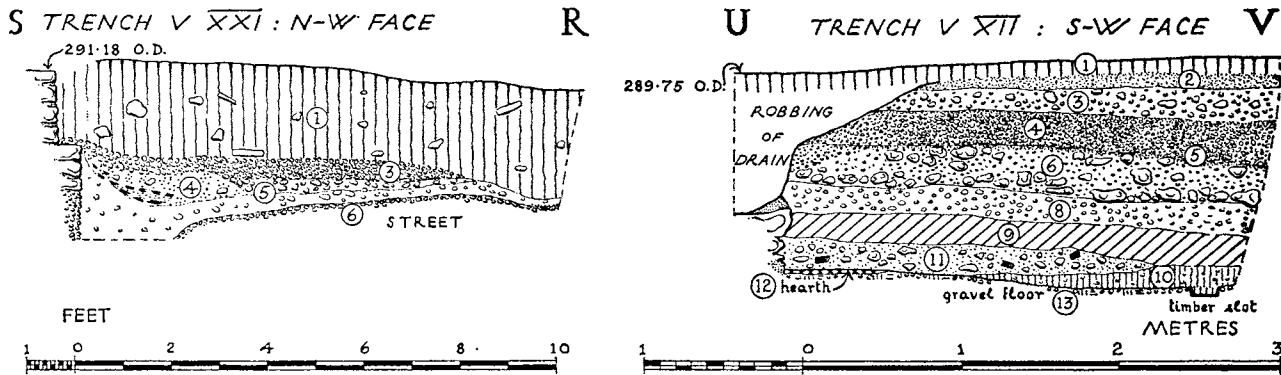 S TRENCH V XXI : N-W FACE R
291·18 O.D.
1
3
4
5
6
STREET
U TRENCH V XII : S-W FACE V
289·75 O.D.
ROBBING
OF
DRAIN
1
2
3
4
5
6
8
9
11
10
12 hearth
gravel floor 13
timber slot
FEET
1 0 2 4 6 8 10
METRES
1 0 1 2 3